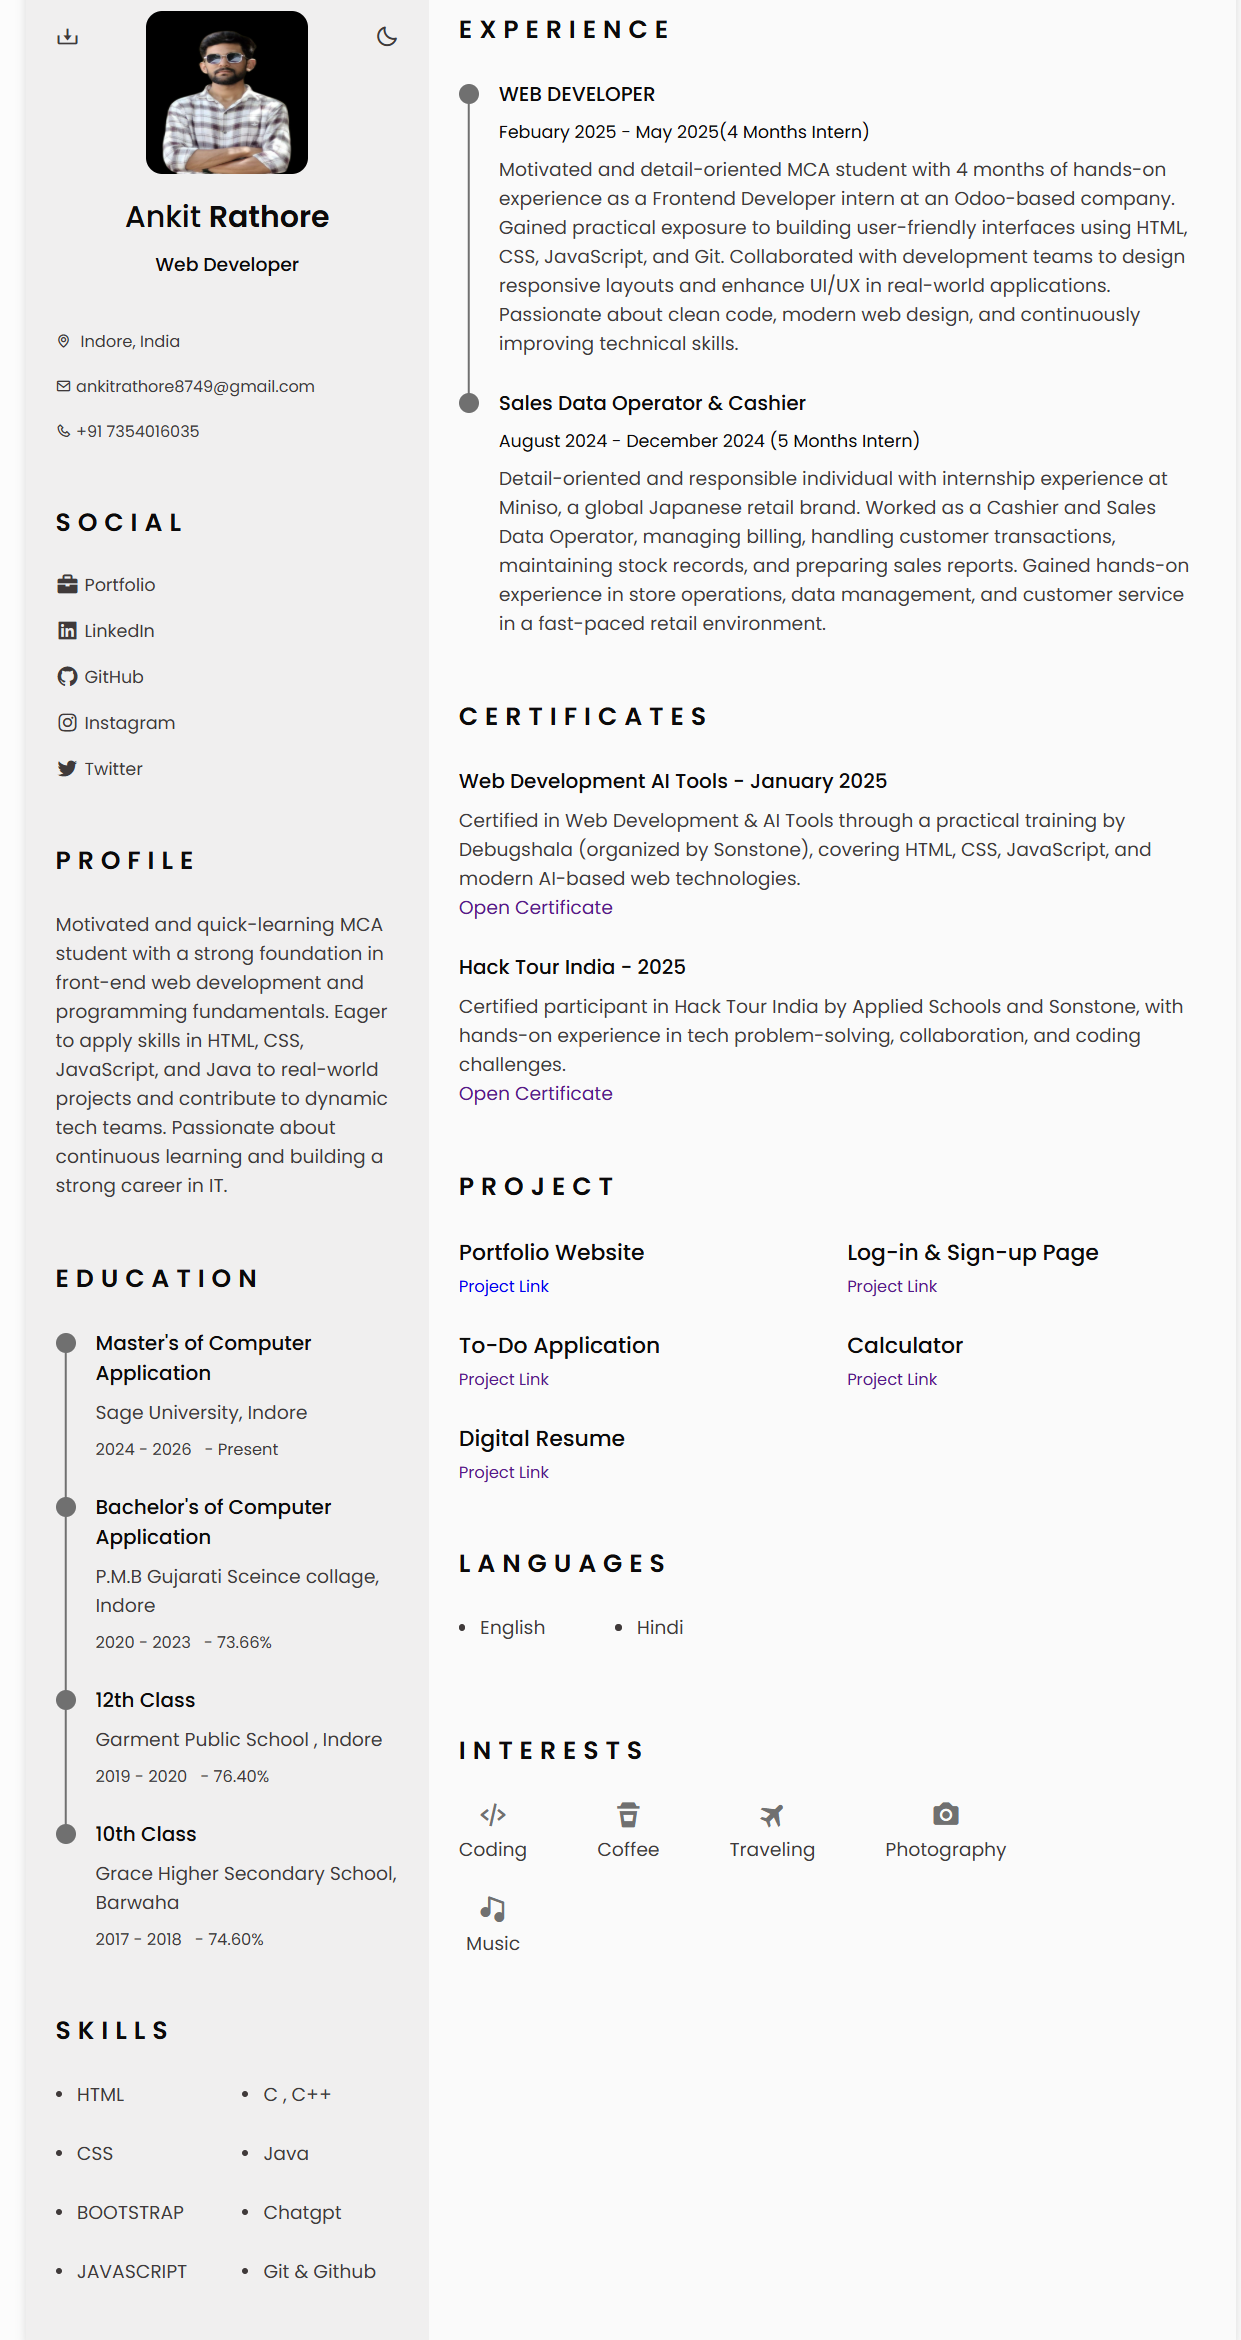 Ankit Rathore
Web Developer
Indore, India
ankitrathore8749@gmail.com
+91 7354016035
SOCIAL
Portfolio
LinkedIn
GitHub
Instagram
Twitter
PROFILE
Motivated and quick-learning MCA
student with a strong foundation in
front-end web development and
programming fundamentals. Eager
to apply skills in HTML, CSS,
JavaScript, and Java to real-world
projects and contribute to dynamic
tech teams. Passionate about
continuous learning and building a
strong career in IT.
EDUCATION
Master's of Computer
Application
Sage University, Indore
2024 - 2026 - Present
Bachelor's of Computer
Application
P.M.B Gujarati Sceince collage,
Indore
2020 - 2023 - 73.66%
12th Class
Garment Public School , Indore
2019 - 2020 - 76.40%
10th Class
Grace Higher Secondary School,
Barwaha
2017 - 2018 - 74.60%
SKILLS
• HTML
• C , C++
• CSS
• Java
• BOOTSTRAP
• Chatgpt
• JAVASCRIPT
• Git & Github
EXPERIENCE
WEB DEVELOPER
Febuary 2025 - May 2025(4 Months Intern)
Motivated and detail-oriented MCA student with 4 months of hands-on
experience as a Frontend Developer intern at an Odoo-based company.
Gained practical exposure to building user-friendly interfaces using HTML,
CSS, JavaScript, and Git. Collaborated with development teams to design
responsive layouts and enhance UI/UX in real-world applications.
Passionate about clean code, modern web design, and continuously
improving technical skills.
Sales Data Operator & Cashier
August 2024 - December 2024 (5 Months Intern)
Detail-oriented and responsible individual with internship experience at
Miniso, a global Japanese retail brand. Worked as a Cashier and Sales
Data Operator, managing billing, handling customer transactions,
maintaining stock records, and preparing sales reports. Gained hands-on
experience in store operations, data management, and customer service
in a fast-paced retail environment.
CERTIFICATES
Web Development AI Tools - January 2025
Certified in Web Development & AI Tools through a practical training by
Debugshala (organized by Sonstone), covering HTML, CSS, JavaScript, and
modern AI-based web technologies.
Open Certificate
Hack Tour India - 2025
Certified participant in Hack Tour India by Applied Schools and Sonstone, with
hands-on experience in tech problem-solving, collaboration, and coding
challenges.
Open Certificate
PROJECT
Portfolio Website
Project Link
Log-in & Sign-up Page
Project Link
To-Do Application
Project Link
Calculator
Project Link
Digital Resume
Project Link
LANGUAGES
• English
• Hindi
INTERESTS
Coding
Coffee
Traveling
Photography
Music